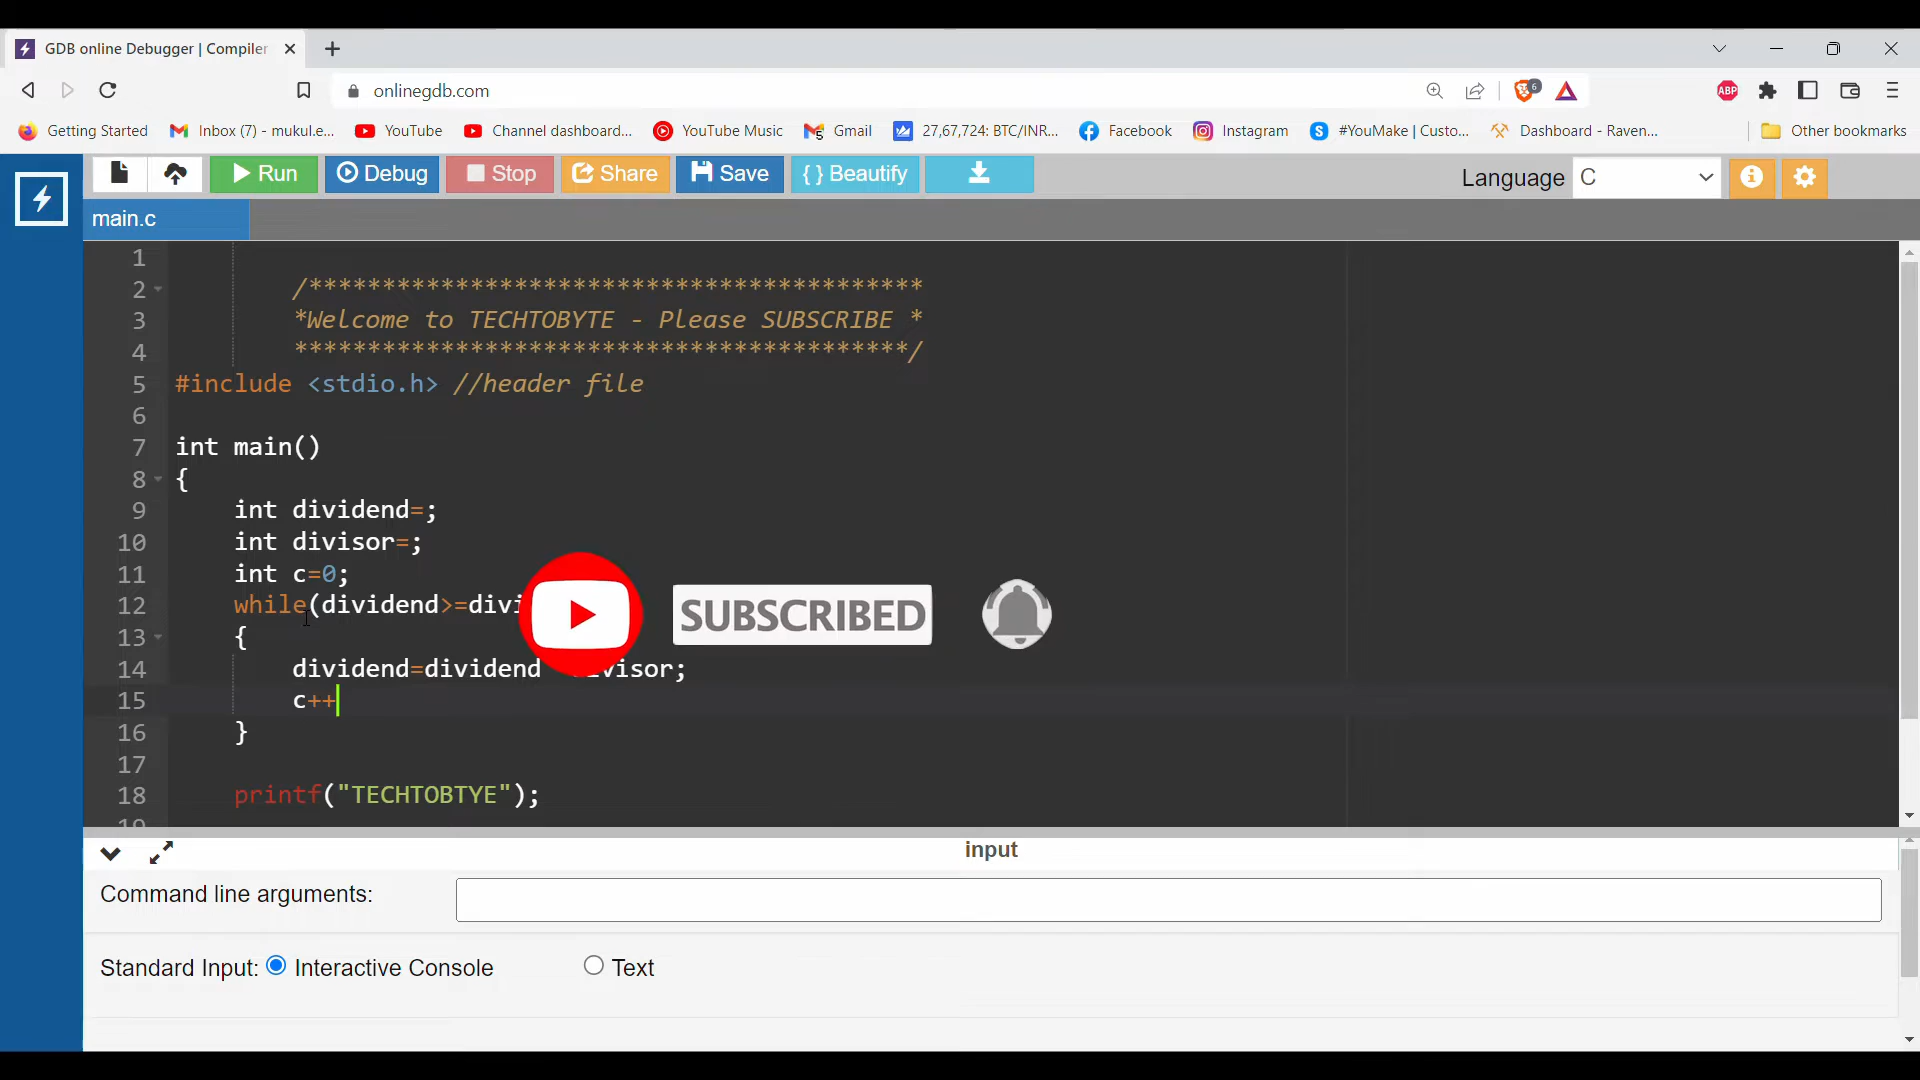 GDB online Debugger | Compiler
onlinegdb.com
6
ABP
Getting Started
Inbox (7) - mukul.e...
YouTube
Channel dashboard...
YouTube Music
Gmail
27,67,724: BTC/INR...
Facebook
Instagram
#YouMake | Custo...
Dashboard - Raven...
Other bookmarks
Run
Debug
Stop
Share
Save
{ } Beautify
Language C
main.c
1
2 /******************************************
3 *Welcome to TECHTOBYTE - Please SUBSCRIBE *
4 ******************************************/
5 #include <stdio.h> //header file
6
7 int main()
8 {
9 int dividend=;
10 int divisor=;
11 int c=0;
12 while(dividend>=
SUBSCRIBED
13 {
14 dividend=dividend
15 c++
16 }
17
18 printf("TECHTOBTYE");
19
input
Command line arguments:
Standard Input: Interactive Console Text